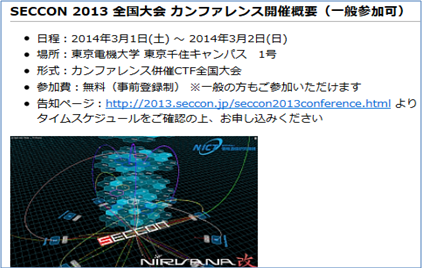 SECCON 2013 全国大会 カンファレンス開催概要（一般参加可）
● 日程：2014年3月1日(土) ～ 2014年3月2日(日)
● 場所：東京電機大学 東京千住キャンパス　1号
● 形式：カンファレンス併催CTF全国大会
● 参加費：無料（事前登録制） ※一般の方もご参加いただけます
● 告知ページ：http://2013.seccon.jp/seccon2013conference.html より
タイムスケジュールをご確認の上、お申し込みください
NICT
SECCON
NIRVANA改